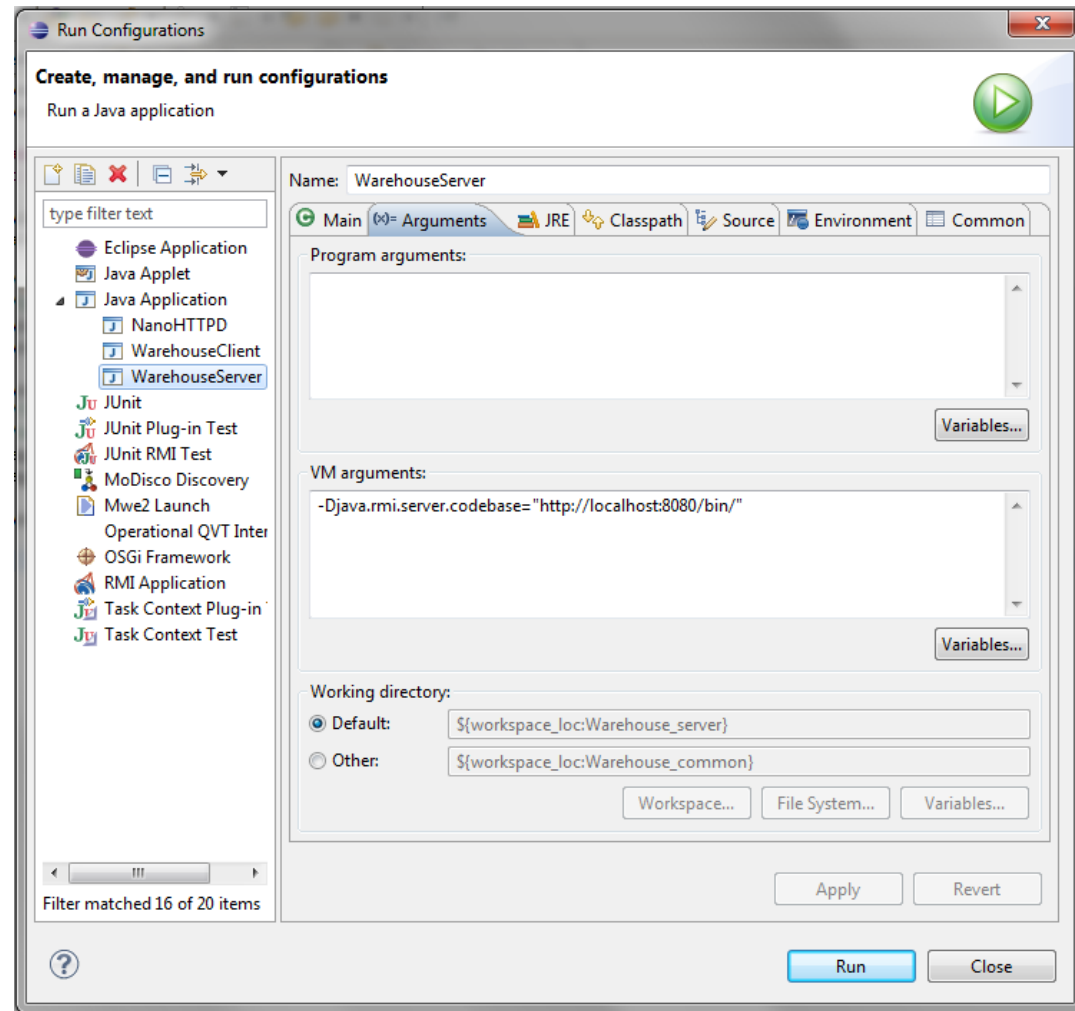 Run Configurations
Create, manage, and run configurations
Run a Java application
Name: WarehouseServer
type filter text
Main (x)= Arguments JRE Classpath Source Environment Common
Eclipse Application
Java Applet
Java Application
NanoHTTPD
WarehouseClient
WarehouseServer
JUnit
JUnit Plug-in Test
JUnit RMI Test
MoDisco Discovery
Mwe2 Launch
Operational QVT Inter
OSGi Framework
RMI Application
Task Context Plug-in
Task Context Test
Filter matched 16 of 20 items
Program arguments:
Variables...
VM arguments:
-Djava.rmi.server.codebase="http://localhost:8080/bin/"
Variables...
Working directory:
Default: ${workspace_loc:Warehouse_server}
Other: ${workspace_loc:Warehouse_common}
Workspace... File System... Variables...
Apply Revert
Run Close